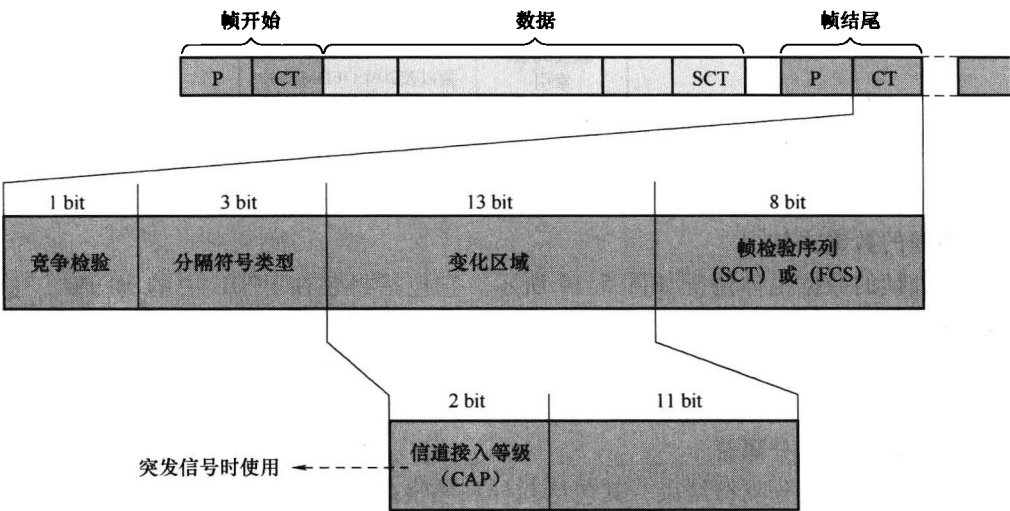 帧开始 数据 帧结尾
P CT SCT P CT
1 bit 3 bit 13 bit 8 bit
竞争检验 分隔符号类型 变化区域 帧检验序列
(SCT) 或 (FCS)
2 bit 11 bit
信道接入等级
(CAP)
突发信号时使用